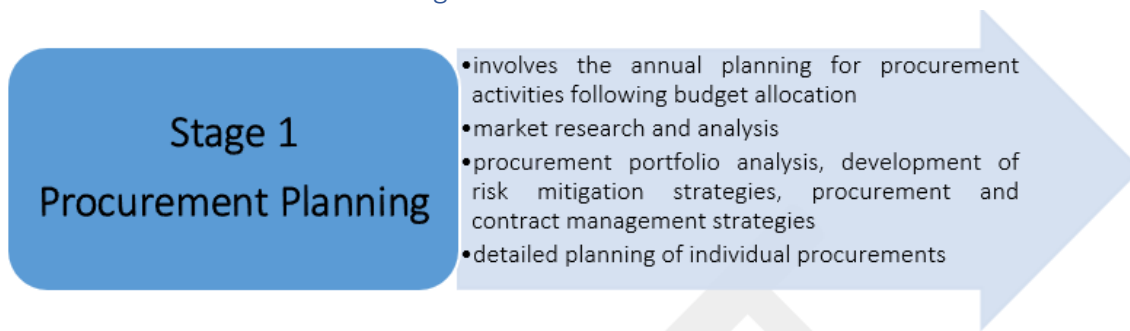 Stage 1
Procurement Planning
•involves the annual planning for procurement
activities following budget allocation
•market research and analysis
•procurement portfolio analysis, development of
risk mitigation strategies, procurement and
contract management strategies
•detailed planning of individual procurements